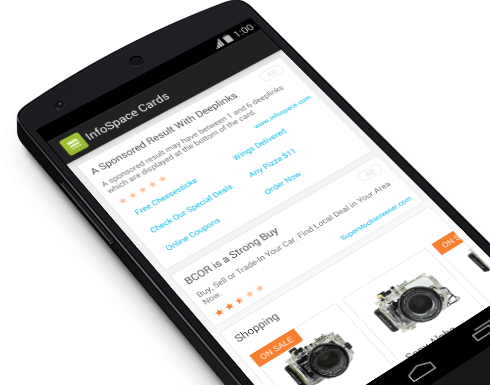 1:00
InfoSpace Cards
A Sponsored Result With Deeplinks
AD
A sponsored result may have between 1 and 6 deeplinks
which are displayed at the bottom of the card.
www.infospace.com
Free Cheesesticks
Wings Delivered
Check Our Special Deals
Any Pizza $11
Online Coupons
Order Now
BCOR is a Strong Buy
AD
Buy, Sell or Trade-In Your Car. Find Local Deal in Your Area
Now.
Superstockscreener.com
Shopping
ON SALE
ON S
Sony Alpha